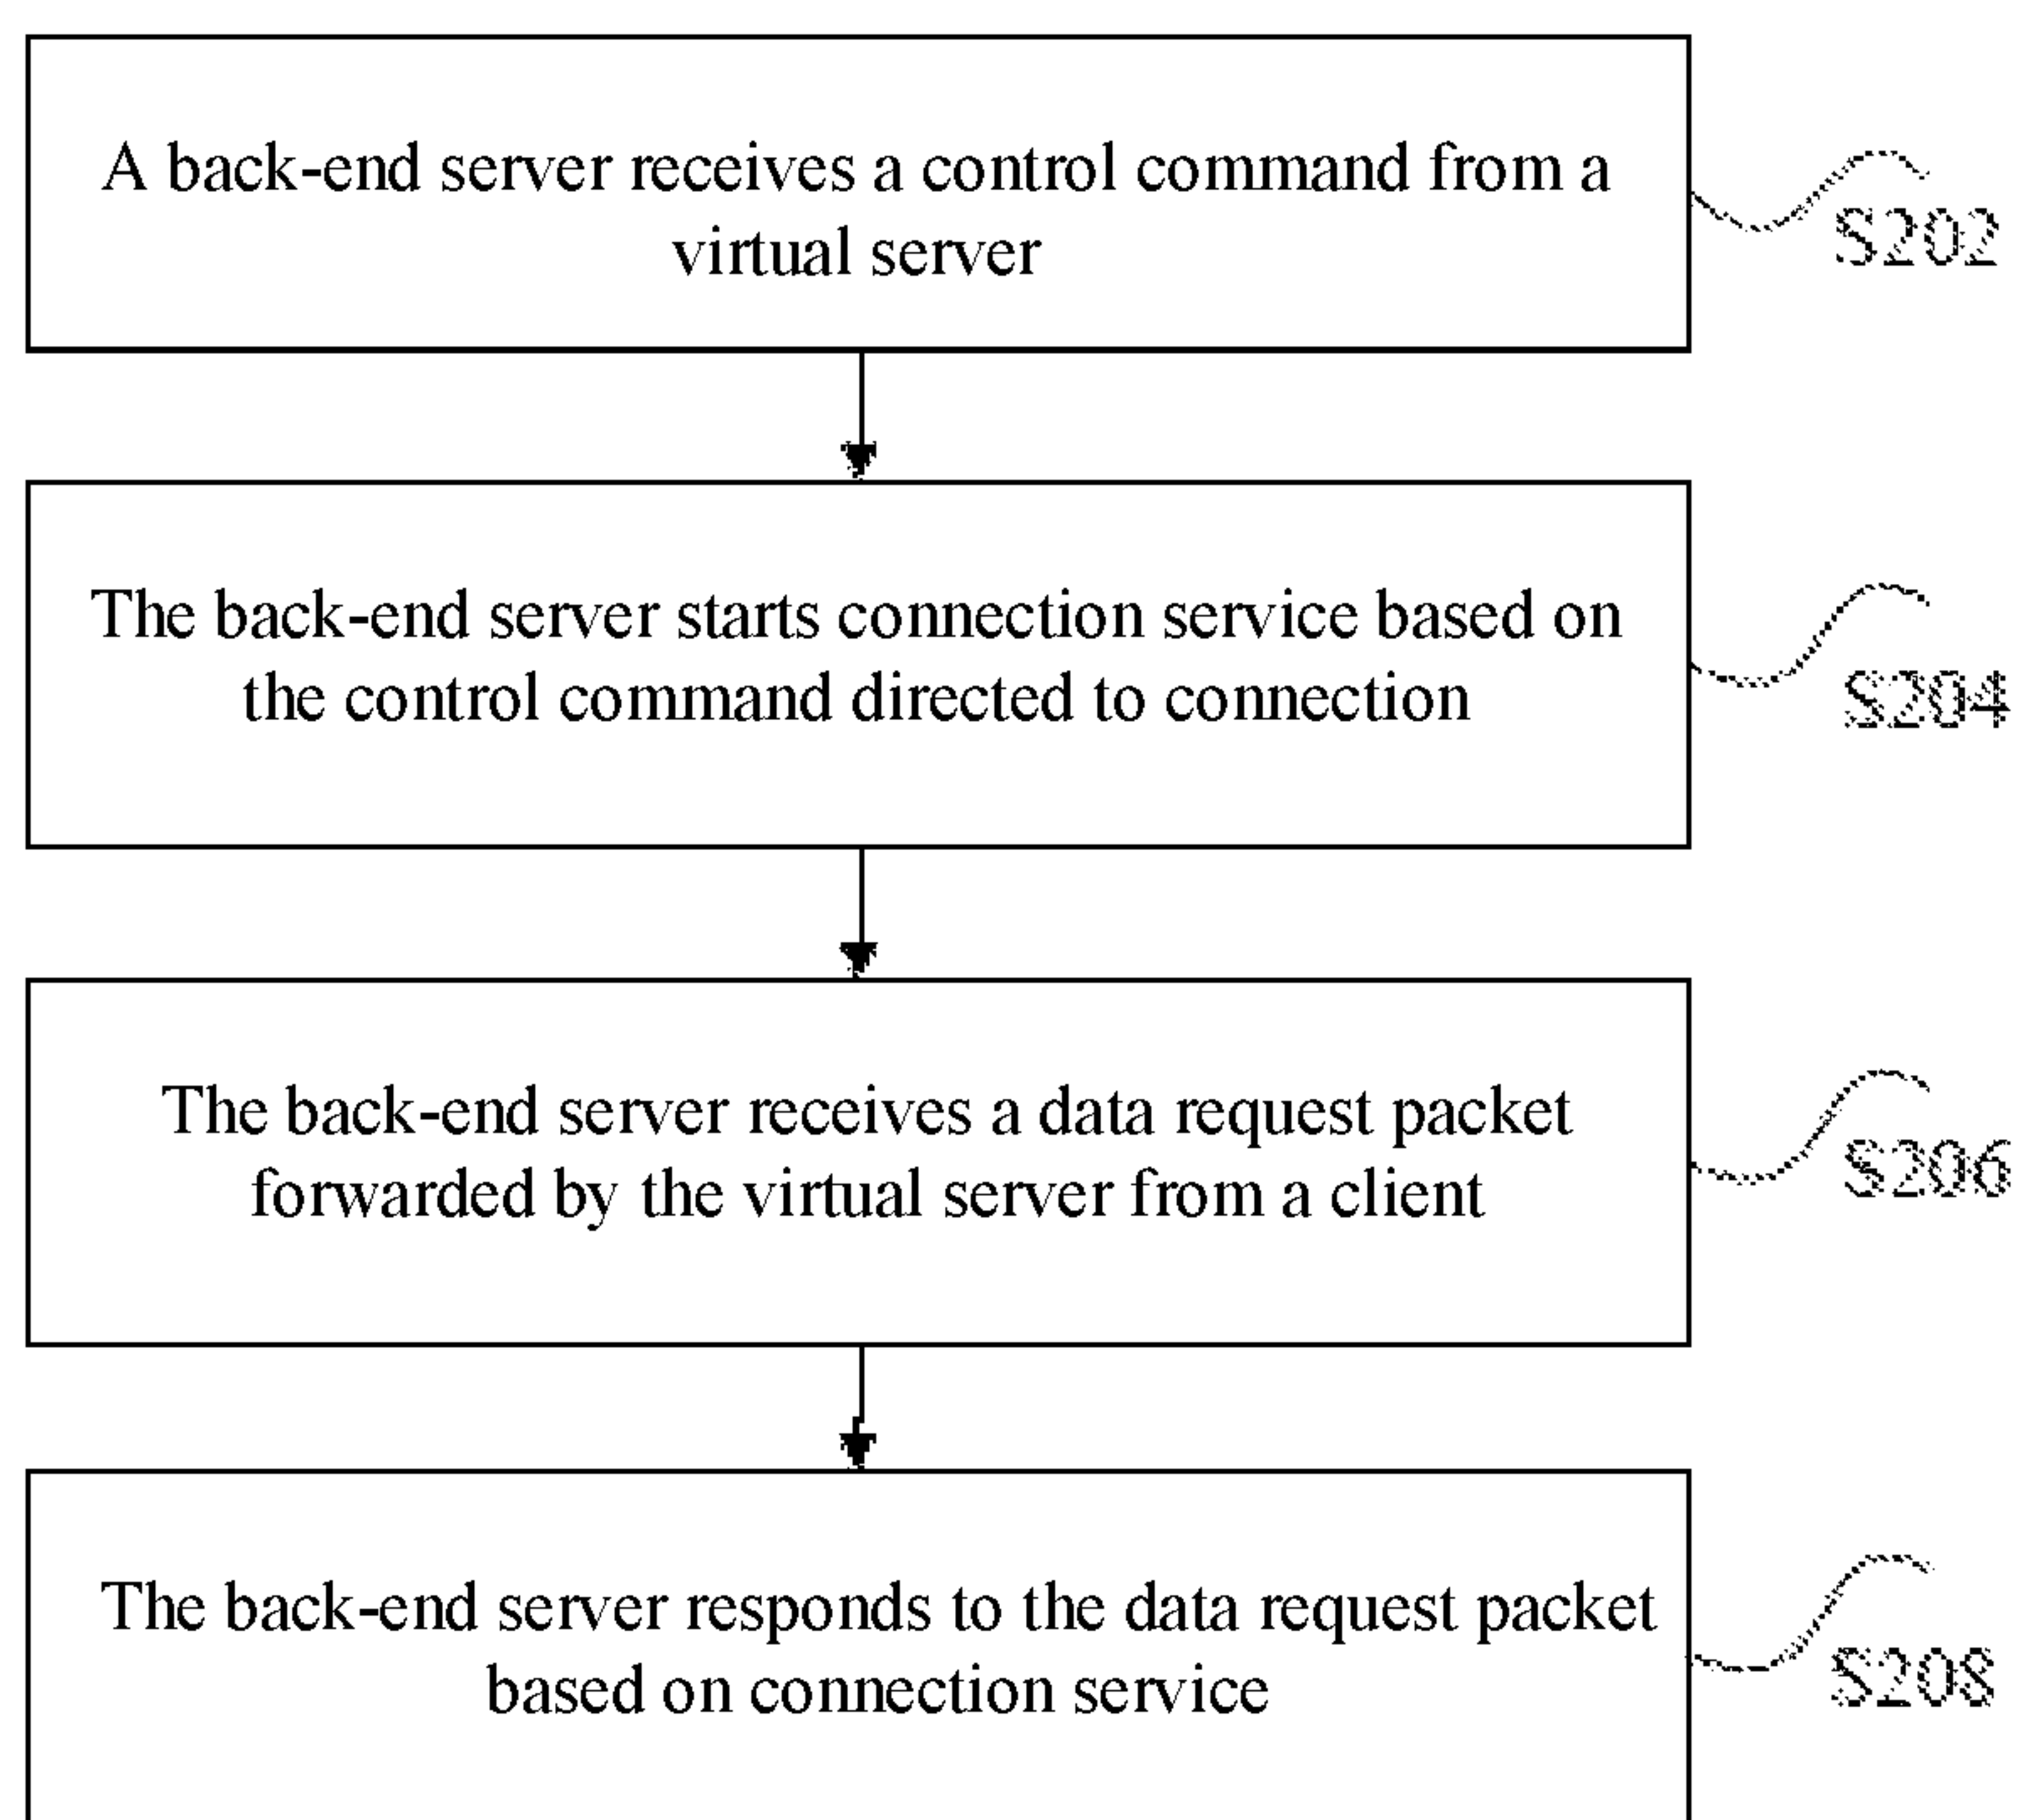 A back-end server receives a control command from a
virtual server
S202
The back-end server starts connection service based on
the control command directed to connection
S204
The back-end server receives a data request packet
forwarded by the virtual server from a client
S206
The back-end server responds to the data request packet
based on connection service
S208